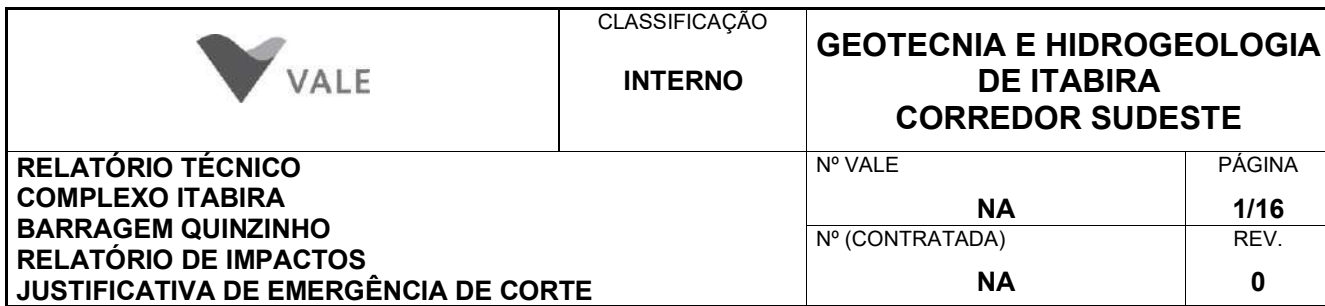 VALE
CLASSIFICAÇÃO
INTERNO
GEOTECNIA E HIDROGEOLOGIA
DE ITABIRA
CORREDOR SUDESTE
RELATÓRIO TÉCNICO
COMPLEXO ITABIRA
BARRAGEM QUINZINHO
RELATÓRIO DE IMPACTOS
JUSTIFICATIVA DE EMERGÊNCIA DE CORTE
Nº VALE
NA
PÁGINA
1/16
Nº (CONTRATADA)
NA
REV.
0